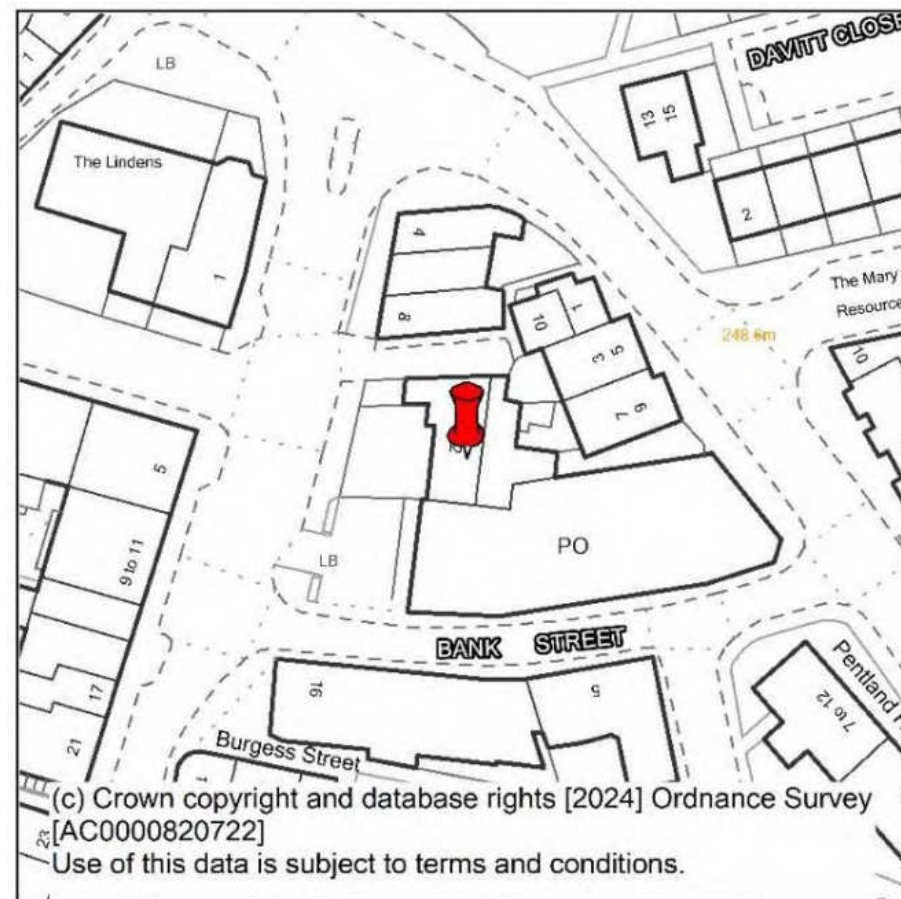 DAVITT CLOSE
LB
The Lindens
1
13
15
2
4
8
10
1
3
5
7
9
The Mary
Resource
248.6m
10
5
9 to 11
17
21
23
LB
PO
BANK STREET
16
5
Burgess Street
1
7 to 12
Pentland
(c) Crown copyright and database rights [2024] Ordnance Survey
[AC0000820722]
Use of this data is subject to terms and conditions.